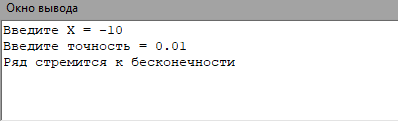 Окно вывода
Введите X = -10
Введите точность = 0.01
Ряд стремится к бесконечности